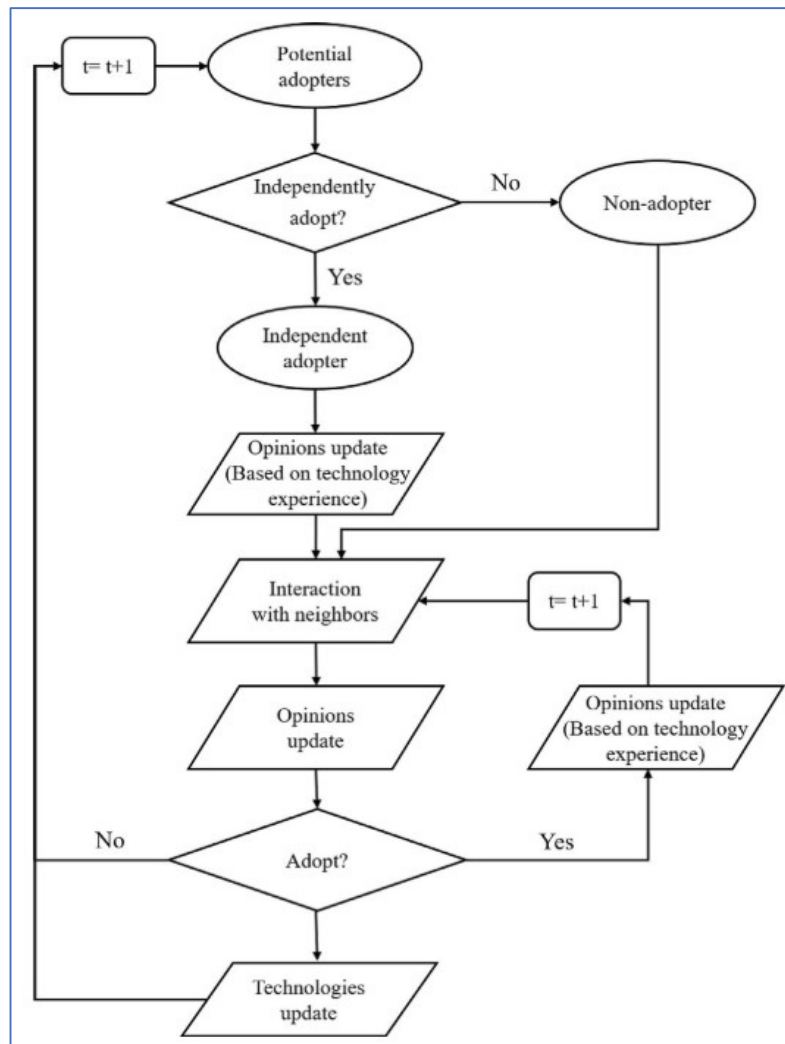 t= t+1
Potential
adopters
Independently
adopt?
No
Non-adopter
Yes
Independent
adopter
Opinions update
(Based on technology
experience)
Interaction
with neighbors
t= t+1
Opinions
update
Opinions update
(Based on technology
experience)
No
Adopt?
Yes
Technologies
update